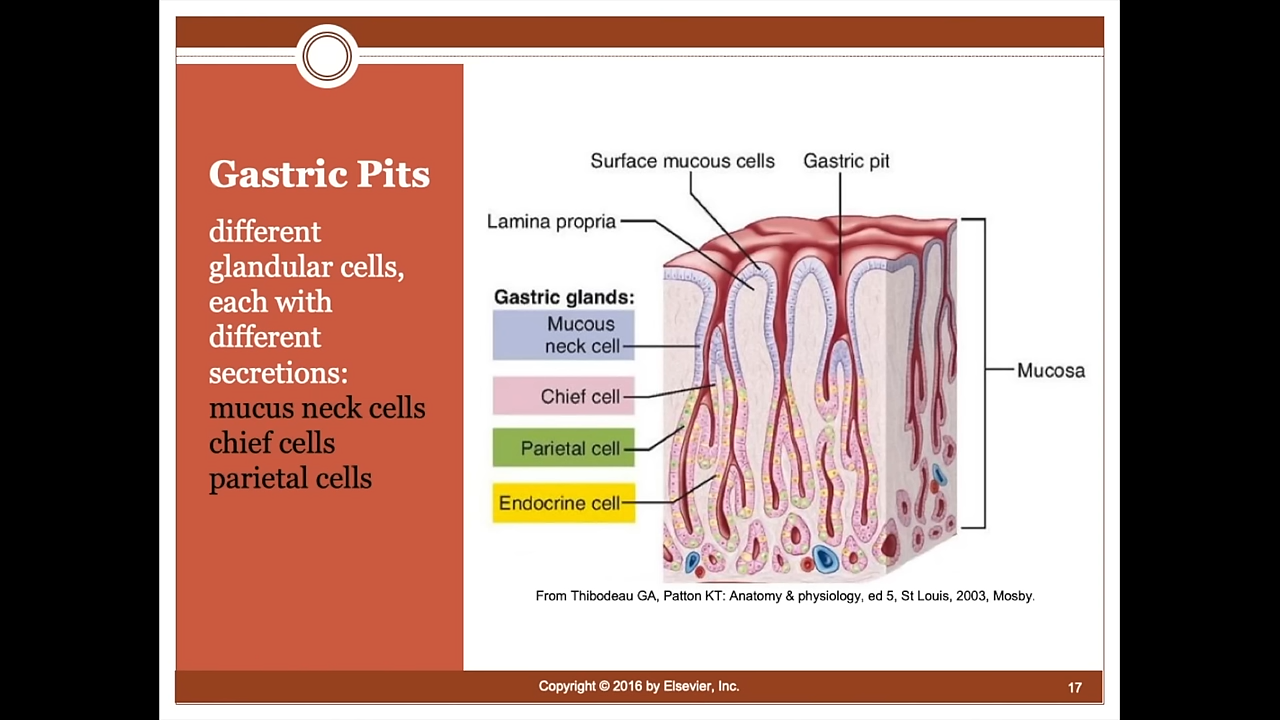 Gastric Pits
different
glandular cells,
each with
different
secretions:
mucus neck cells
chief cells
parietal cells
Surface mucous cells
Gastric pit
Lamina propria
Gastric glands:
Mucous
neck cell
Chief cell
Parietal cell
Endocrine cell
Mucosa
From Thibodeau GA, Patton KT: Anatomy & physiology, ed 5, St Louis, 2003, Mosby.
Copyright © 2016 by Elsevier, Inc.
17